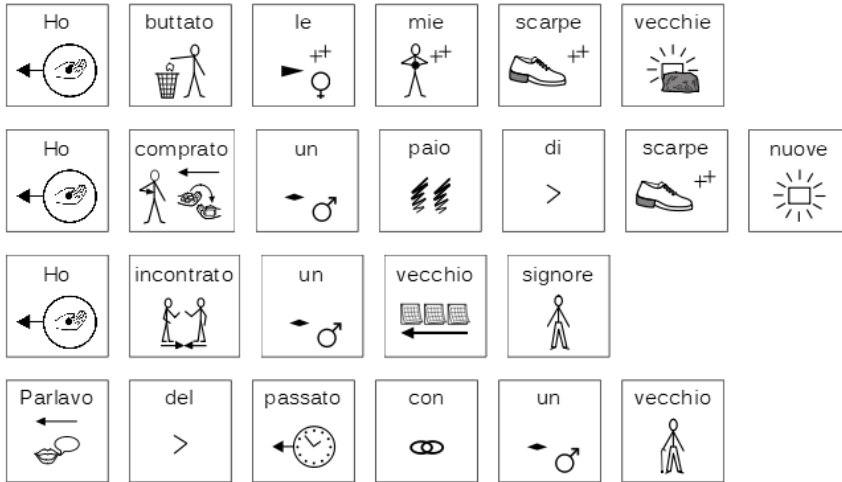 Ho buttato le mie scarpe vecchie
Ho comprato un paio di scarpe nuove
Ho incontrato un vecchio signore
Parlavo del passato con un vecchio